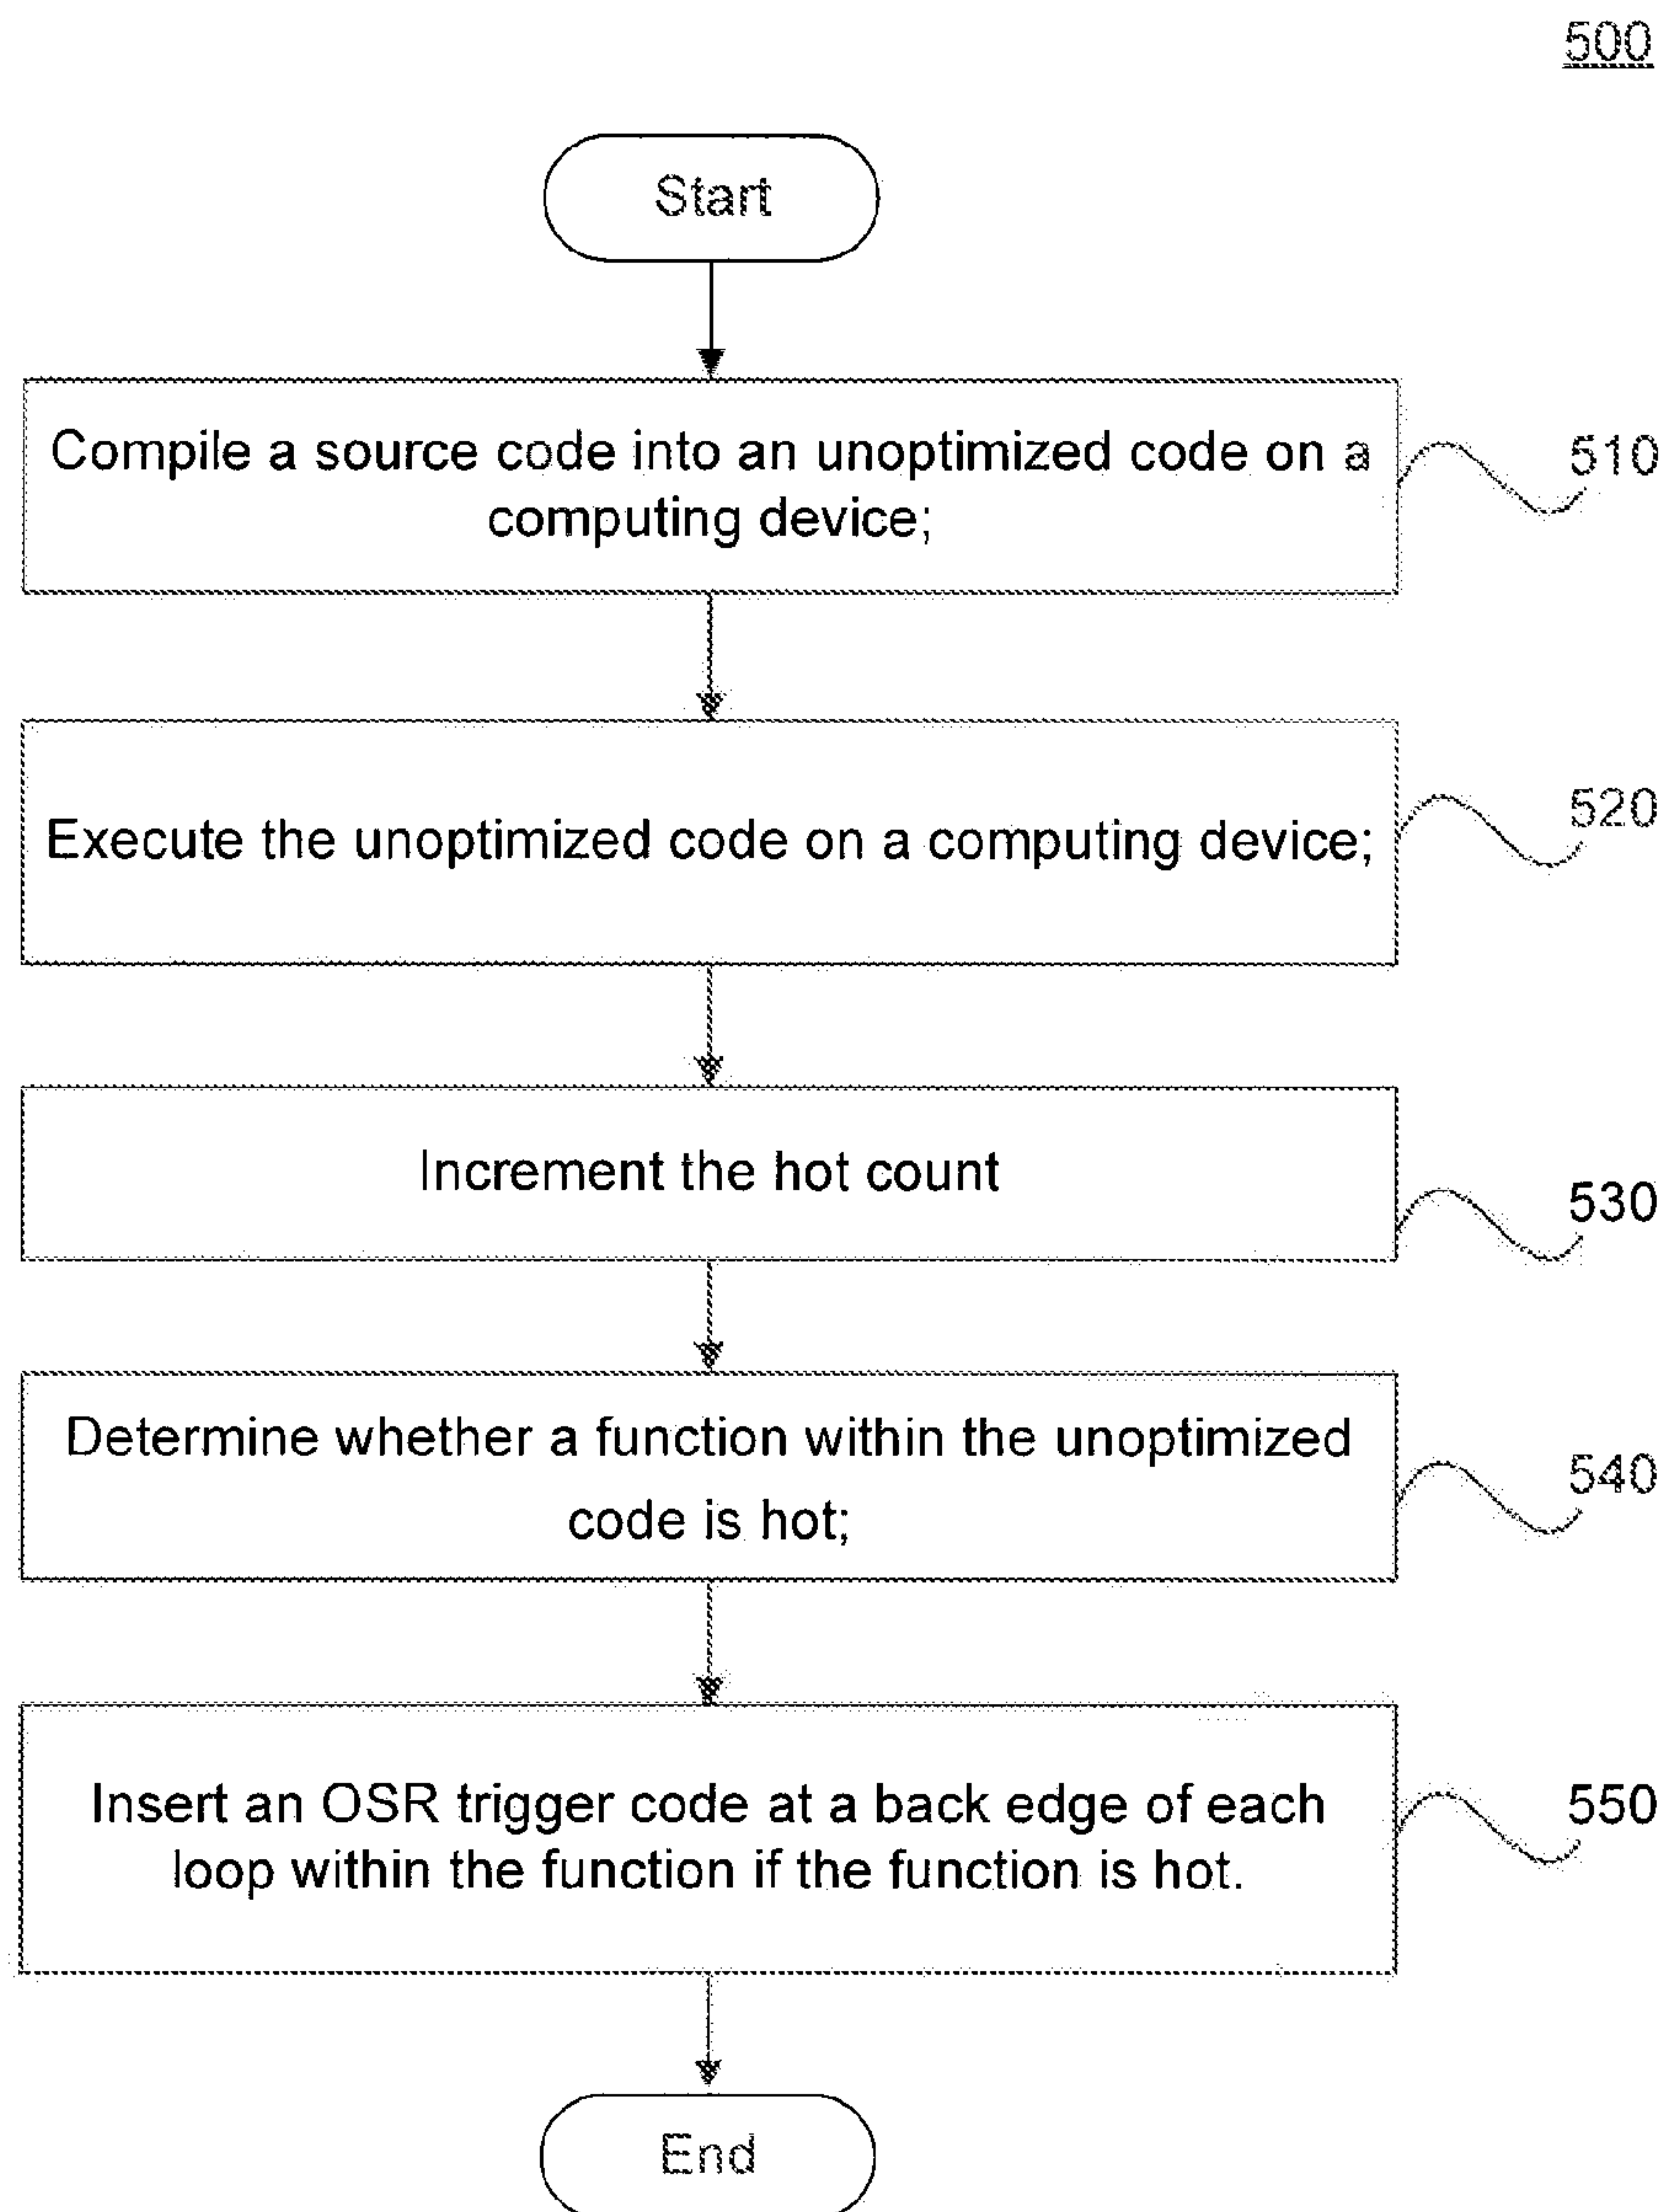 500
Start
Compile a source code into an unoptimized code on a
computing device;
510
Execute the unoptimized code on a computing device;
520
Increment the hot count
530
Determine whether a function within the unoptimized
code is hot;
540
Insert an OSR trigger code at a back edge of each
loop within the function if the function is hot.
550
End